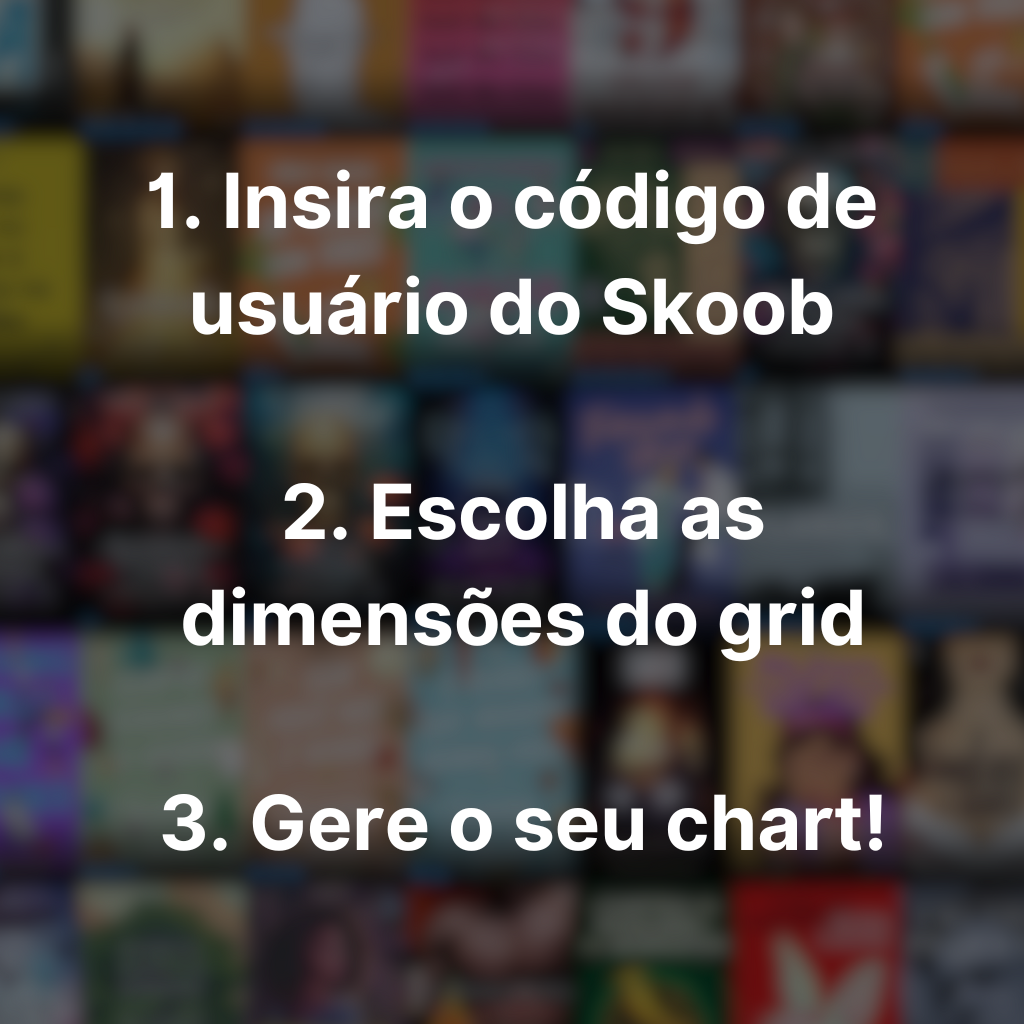 1. Insira o código de
usuário do Skoob
2. Escolha as
dimensões do grid
3. Gere o seu chart!